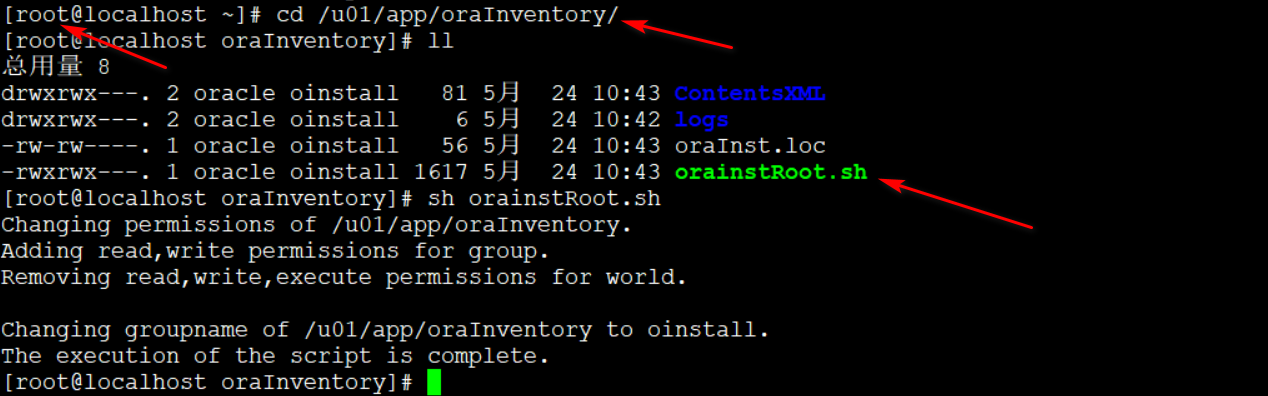 [root@localhost ~]# cd /u01/app/oraInventory/
[root@localhost oraInventory]# ll
总用量 8
drwxrwx---. 2 oracle oinstall   81 5月  24 10:43 ContentsXML
drwxrwx---. 2 oracle oinstall    6 5月  24 10:42 logs
-rw-rw----. 1 oracle oinstall   56 5月  24 10:43 oraInst.loc
-rwxrwx---. 1 oracle oinstall 1617 5月  24 10:43 orainstRoot.sh
[root@localhost oraInventory]# sh orainstRoot.sh
Changing permissions of /u01/app/oraInventory.
Adding read,write permissions for group.
Removing read,write,execute permissions for world.
Changing groupname of /u01/app/oraInventory to oinstall.
The execution of the script is complete.
[root@localhost oraInventory]#